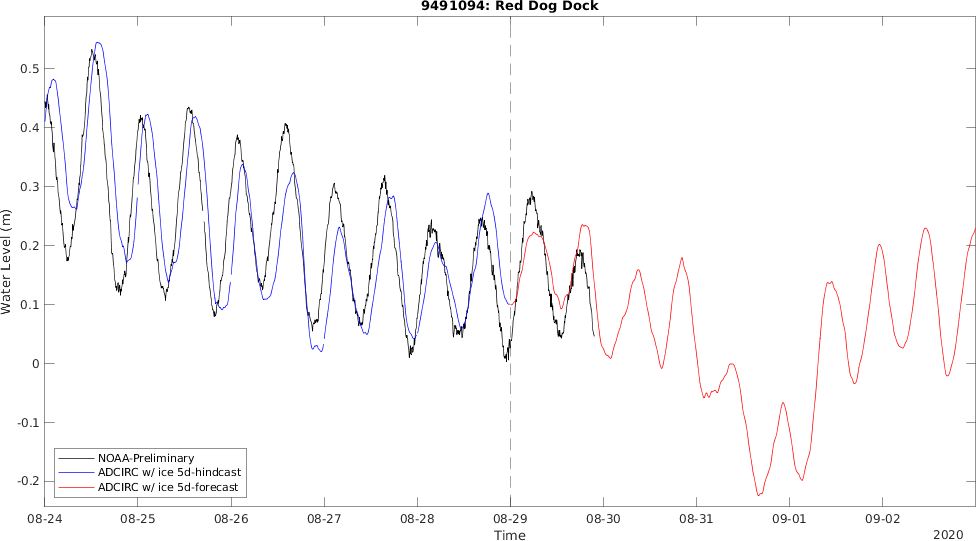 9491094: Red Dog Dock
Water Level (m)
0.5
0.4
0.3
0.2
0.1
0
-0.1
-0.2
NOAA-Preliminary
ADCIRC w/ ice 5d-hindcast
ADCIRC w/ ice 5d-forecast
08-24 08-25 08-26 08-27 08-28 08-29 08-30 08-31 09-01 09-02
Time
2020